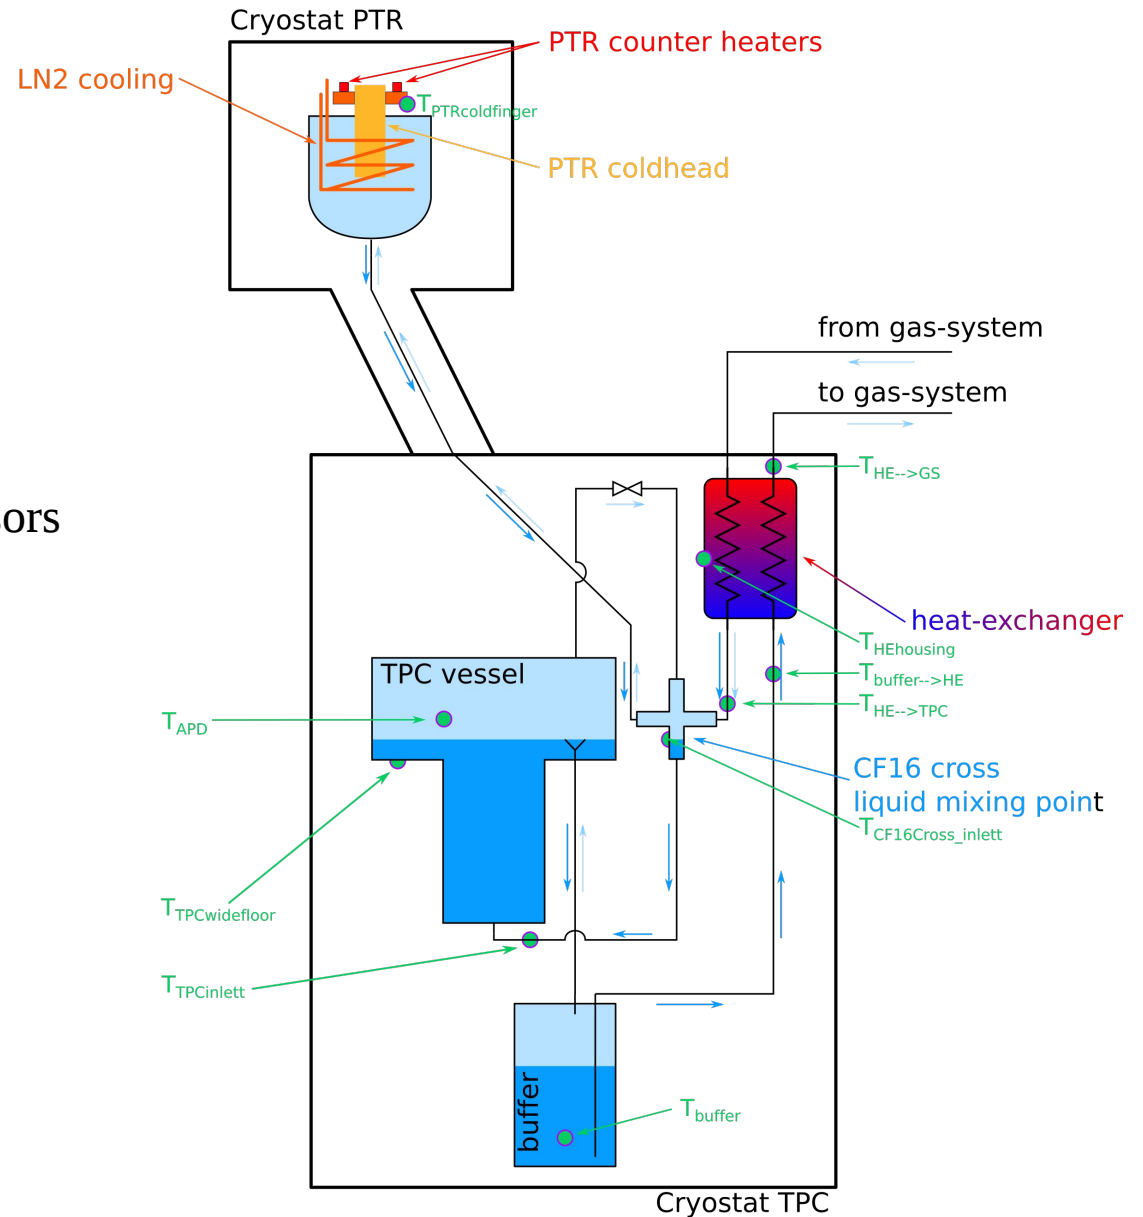 Cryostat PTR
PTR counter heaters
LN2 cooling
TPTRcoldfinger
PTR coldhead
from gas-system
to gas-system
THE-->GS
sors
heat-exchanger
THEhousing
Tbuffer-->HE
THE-->TPC
TPC vessel
TAPD
CF16 cross
liquid mixing point
TCF16Cross_inlett
TTPCwidefloor
TTPCinlett
buffer
Tbuffer
Cryostat TPC